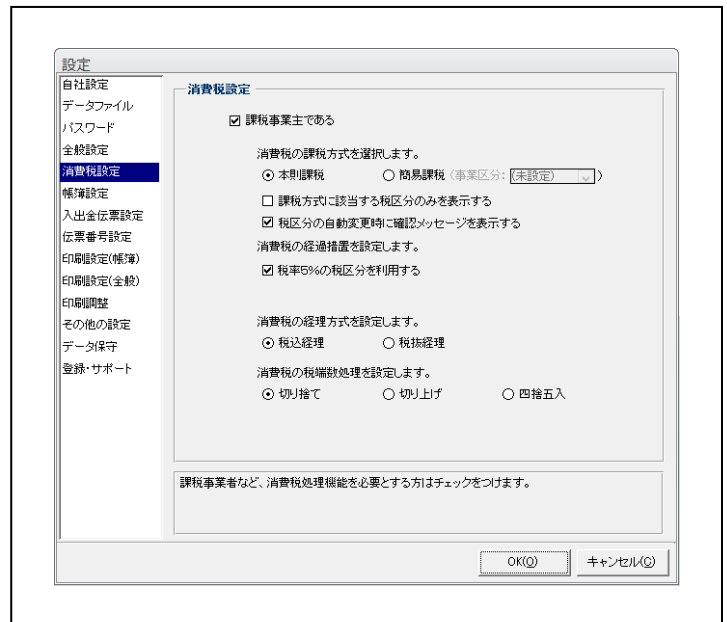 設定
自社設定
データファイル
パスワード
全般設定
消費税設定
帳簿設定
入出金伝票設定
伝票番号設定
印刷設定(帳簿)
印刷設定(全般)
印刷調整
その他の設定
データ保守
登録・サポート
消費税設定
課税事業主である
消費税の課税方式を選択します。
本則課税 簡易課税 (事業区分: (未設定) )
課税方式に該当する税区分のみを表示する
税区分の自動変更時に確認メッセージを表示する
消費税の経過措置を設定します。
税率5%の税区分を利用する
消費税の経理方式を設定します。
税込経理 税抜経理
消費税の税端数処理を設定します。
切り捨て 切り上げ 四捨五入
課税事業者など、消費税処理機能を必要とする方はチェックをつけます。
OK(O) キャンセル(C)